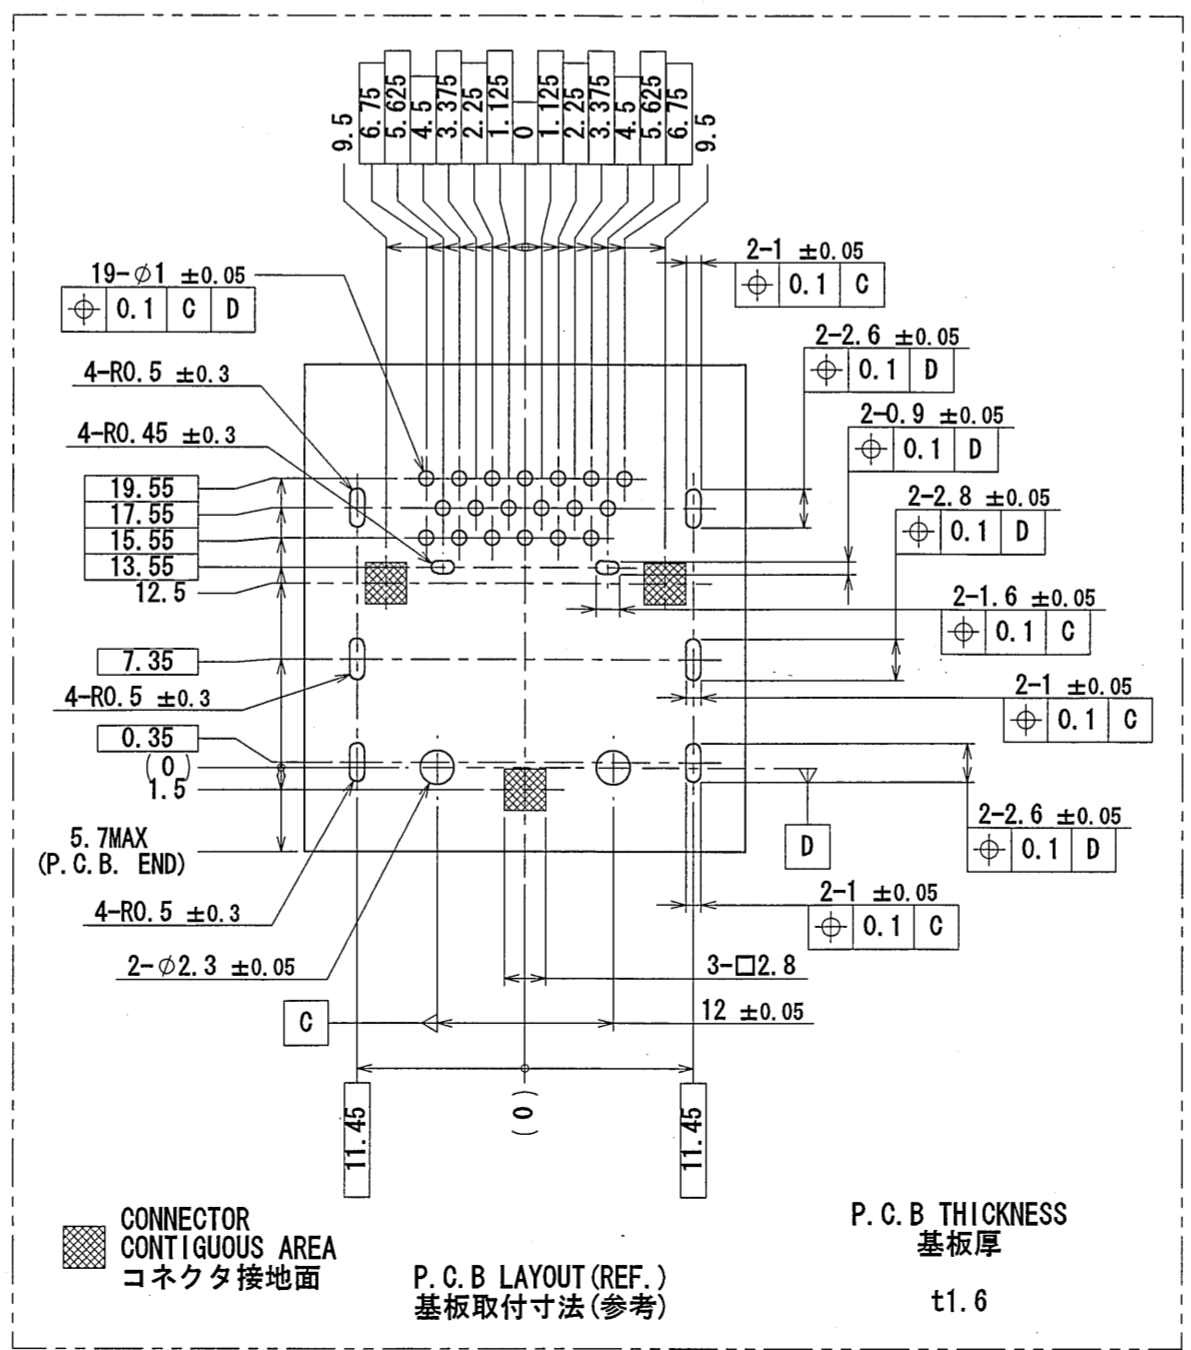 9.5
6.75
5.625
4.5
3.375
2.25
1.125
0
1.125
2.25
3.375
4.5
5.625
6.75
9.5
2-1 ±0.05
0.1 C
19-∅1 ±0.05
0.1 C D
2-2.6 ±0.05
0.1 D
4-R0.5 ±0.3
2-0.9 ±0.05
0.1 D
4-R0.45 ±0.3
19.55
17.55
15.55
13.55
12.5
2-2.8 ±0.05
0.1 D
2-1.6 ±0.05
0.1 C
7.35
4-R0.5 ±0.3
2-1 ±0.05
0.1 C
0.35
(0)
1.5
5.7MAX
(P.C.B. END)
D
2-2.6 ±0.05
0.1 D
4-R0.5 ±0.3
2-1 ±0.05
0.1 C
2-∅2.3 ±0.05
3-□2.8
C
12 ±0.05
11.45
(0)
11.45
CONNECTOR
CONTIGUOUS AREA
コネクタ接地面
P.C.B LAYOUT(REF.)
基板取付寸法(参考)
P.C.B THICKNESS
基板厚
t1.6